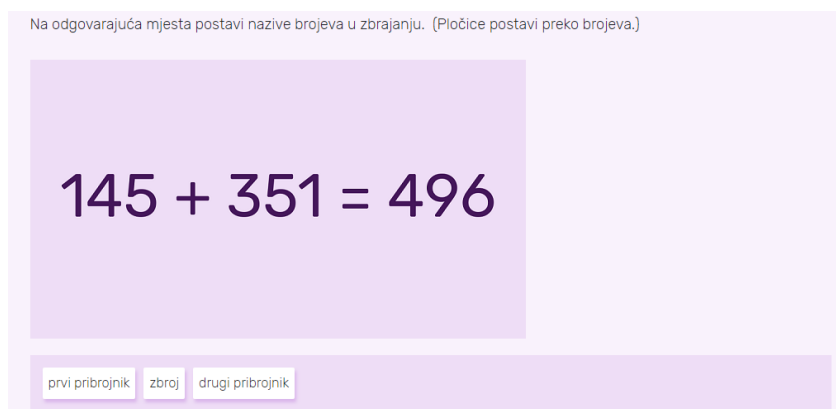 Na odgovarajuća mjesta postavi nazive brojeva u zbrajanju. (Pločice postavi preko brojeva.)
145 + 351 = 496
prvi pribrojnik zbroj drugi pribrojnik